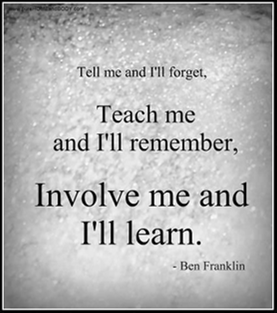 Tell me and I'll forget,
Teach me
and I'll remember,
Involve me and
I'll learn.
- Ben Franklin